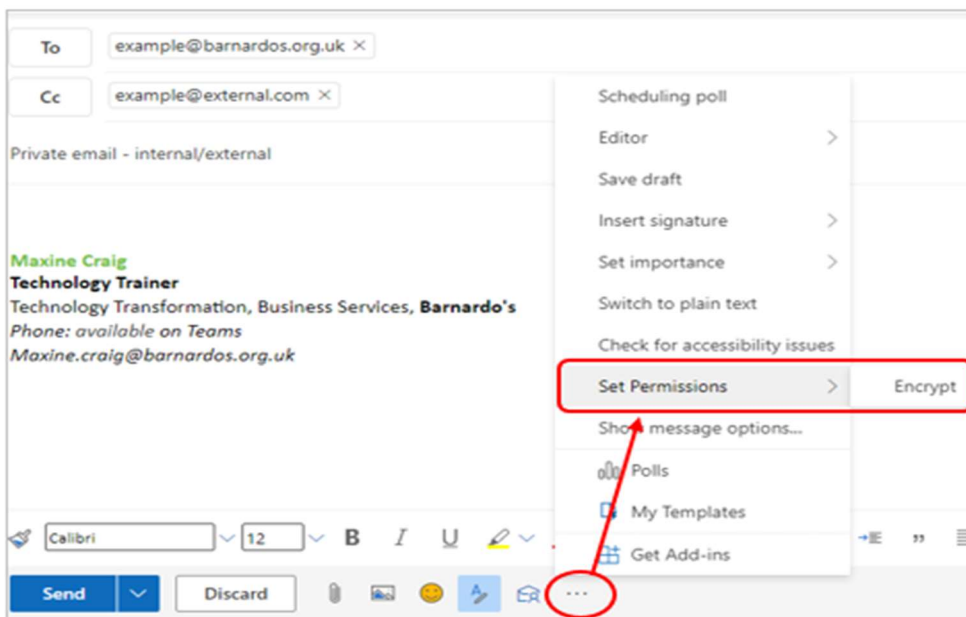 To example@barnardos.org.uk ×
Cc example@external.com ×
Private email - internal/external
Maxine Craig
Technology Trainer
Technology Transformation, Business Services, Barnardo's
Phone: available on Teams
Maxine.craig@barnardos.org.uk
Scheduling poll
Editor
Save draft
Insert signature
Set importance
Switch to plain text
Check for accessibility issues
Set Permissions
Encrypt
Show message options...
Polls
My Templates
Get Add-ins
Calibri 12 B I U
Send Discard ...